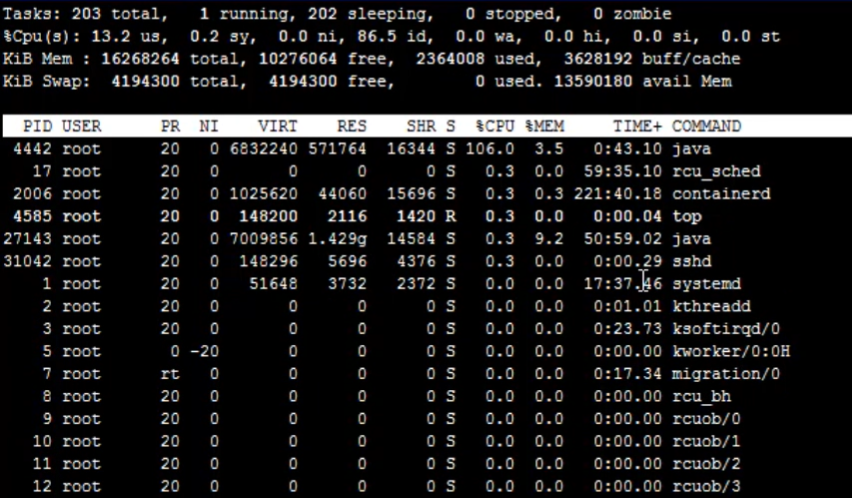 Tasks: 203 total,   1 running, 202 sleeping,   0 stopped,   0 zombie
%Cpu(s): 13.2 us,  0.2 sy,  0.0 ni, 86.5 id,  0.0 wa,  0.0 hi,  0.0 si,  0.0 st
KiB Mem : 16268264 total, 10276064 free,  2364008 used,  3628192 buff/cache
KiB Swap:  4194300 total,  4194300 free,        0 used. 13590180 avail Mem
PID USER      PR  NI    VIRT    RES    SHR S  %CPU %MEM     TIME+ COMMAND
4442 root      20   0 6832240 571764  16344 S 106.0  3.5   0:43.10 java
17 root      20   0       0      0      0 S   0.3  0.0  59:35.10 rcu_sched
2006 root      20   0 1025620  44060  15696 S   0.3  0.3 221:40.18 containerd
4585 root      20   0  148200   2116   1420 R   0.3  0.0   0:00.04 top
27143 root      20   0 7009856 1.429g  14584 S   0.3  9.2  50:59.02 java
31042 root      20   0  148296   5696   4376 S   0.3  0.0   0:00.29 sshd
1 root      20   0   51648   3732   2372 S   0.0  0.0  17:37.46 systemd
2 root      20   0       0      0      0 S   0.0  0.0   0:01.01 kthreadd
3 root      20   0       0      0      0 S   0.0  0.0   0:23.73 ksoftirqd/0
5 root       0 -20       0      0      0 S   0.0  0.0   0:00.00 kworker/0:0H
7 root      rt   0       0      0      0 S   0.0  0.0   0:17.34 migration/0
8 root      20   0       0      0      0 S   0.0  0.0   0:00.00 rcu_bh
9 root      20   0       0      0      0 S   0.0  0.0   0:00.00 rcuob/0
10 root      20   0       0      0      0 S   0.0  0.0   0:00.00 rcuob/1
11 root      20   0       0      0      0 S   0.0  0.0   0:00.00 rcuob/2
12 root      20   0       0      0      0 S   0.0  0.0   0:00.00 rcuob/3